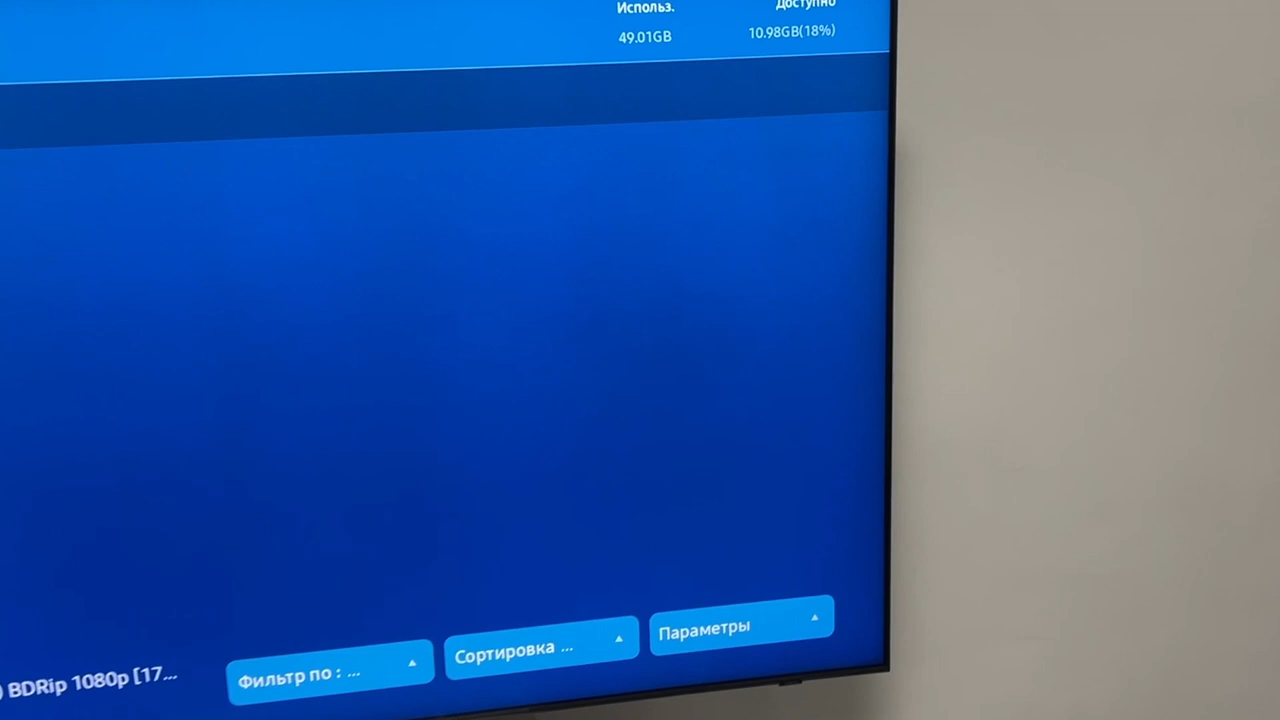 Использ. Доступно
49.01GB 10.98GB(18%)
) BDRip 1080p [17...
Фильтр по : ...
Сортировка ...
Параметры